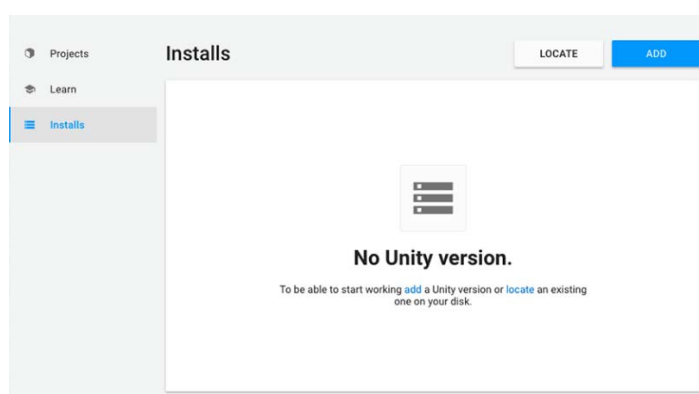 Projects
Learn
Installs
Installs
LOCATE
ADD
No Unity version.
To be able to start working add a Unity version or locate an existing
one on your disk.